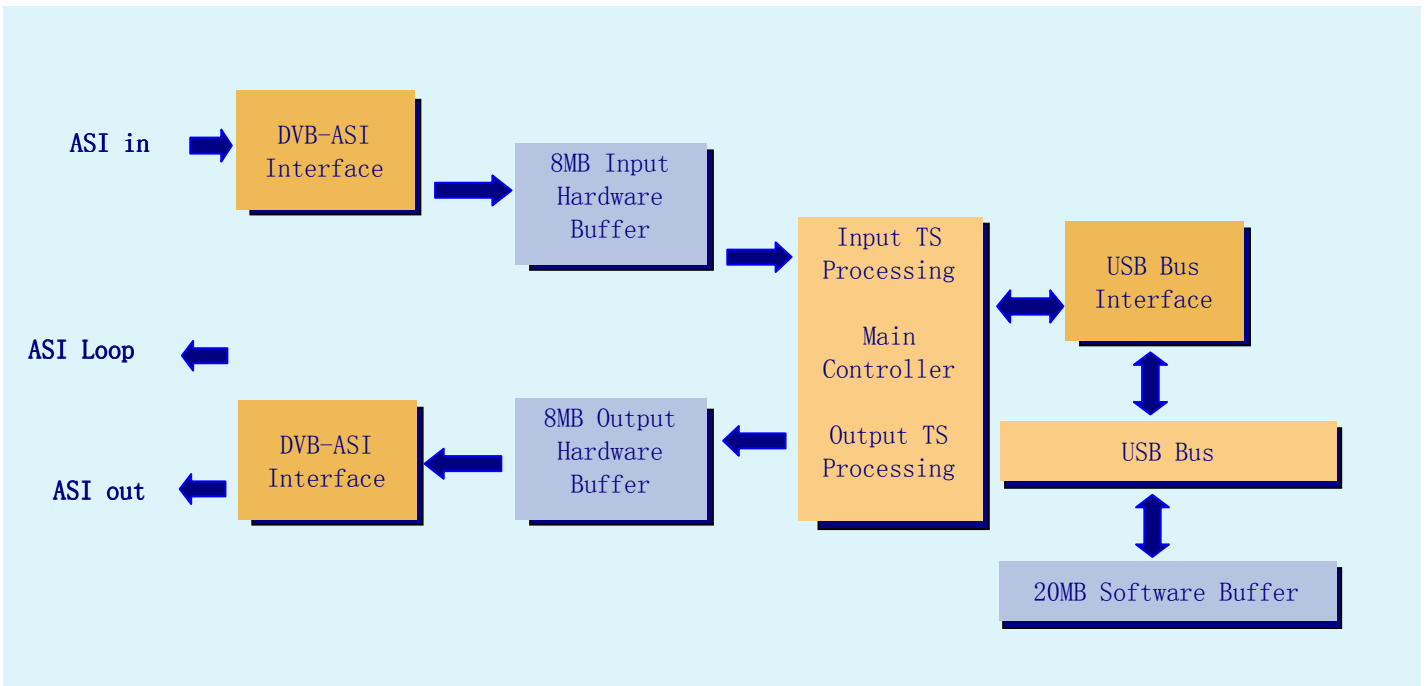 ASI in
DVB-ASI
Interface
8MB Input
Hardware
Buffer
Input TS
Processing
Main
Controller
Output TS
Processing
USB Bus
Interface
ASI Loop
ASI out
DVB-ASI
Interface
8MB Output
Hardware
Buffer
USB Bus
20MB Software Buffer